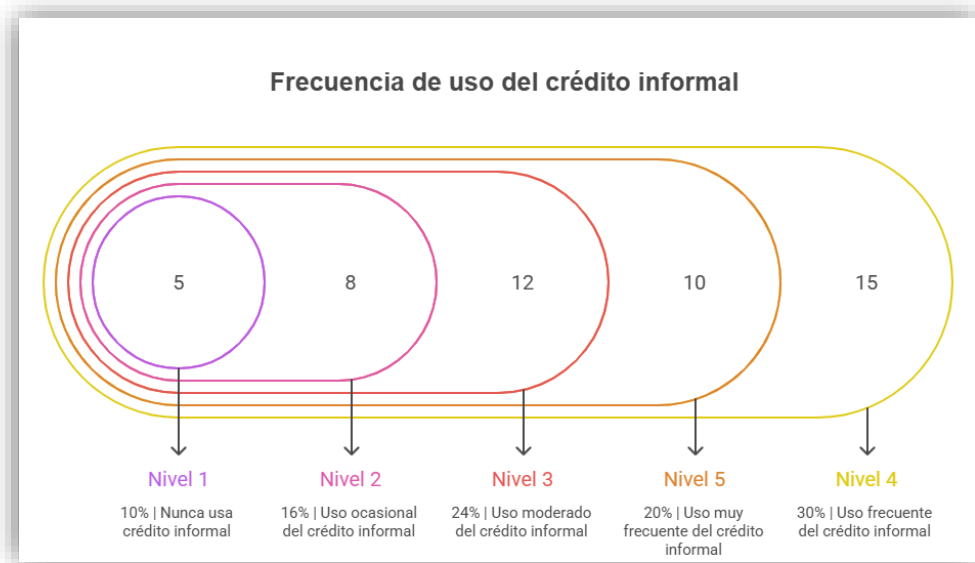 Frecuencia de uso del crédito informal
5
8
12
10
15
Nivel 1
Nivel 2
Nivel 3
Nivel 5
Nivel 4
10% | Nunca usa
crédito informal
16% | Uso ocasional
del crédito informal
24% | Uso moderado
del crédito informal
20% | Uso muy
frecuente del crédito
informal
30% | Uso frecuente
del crédito informal